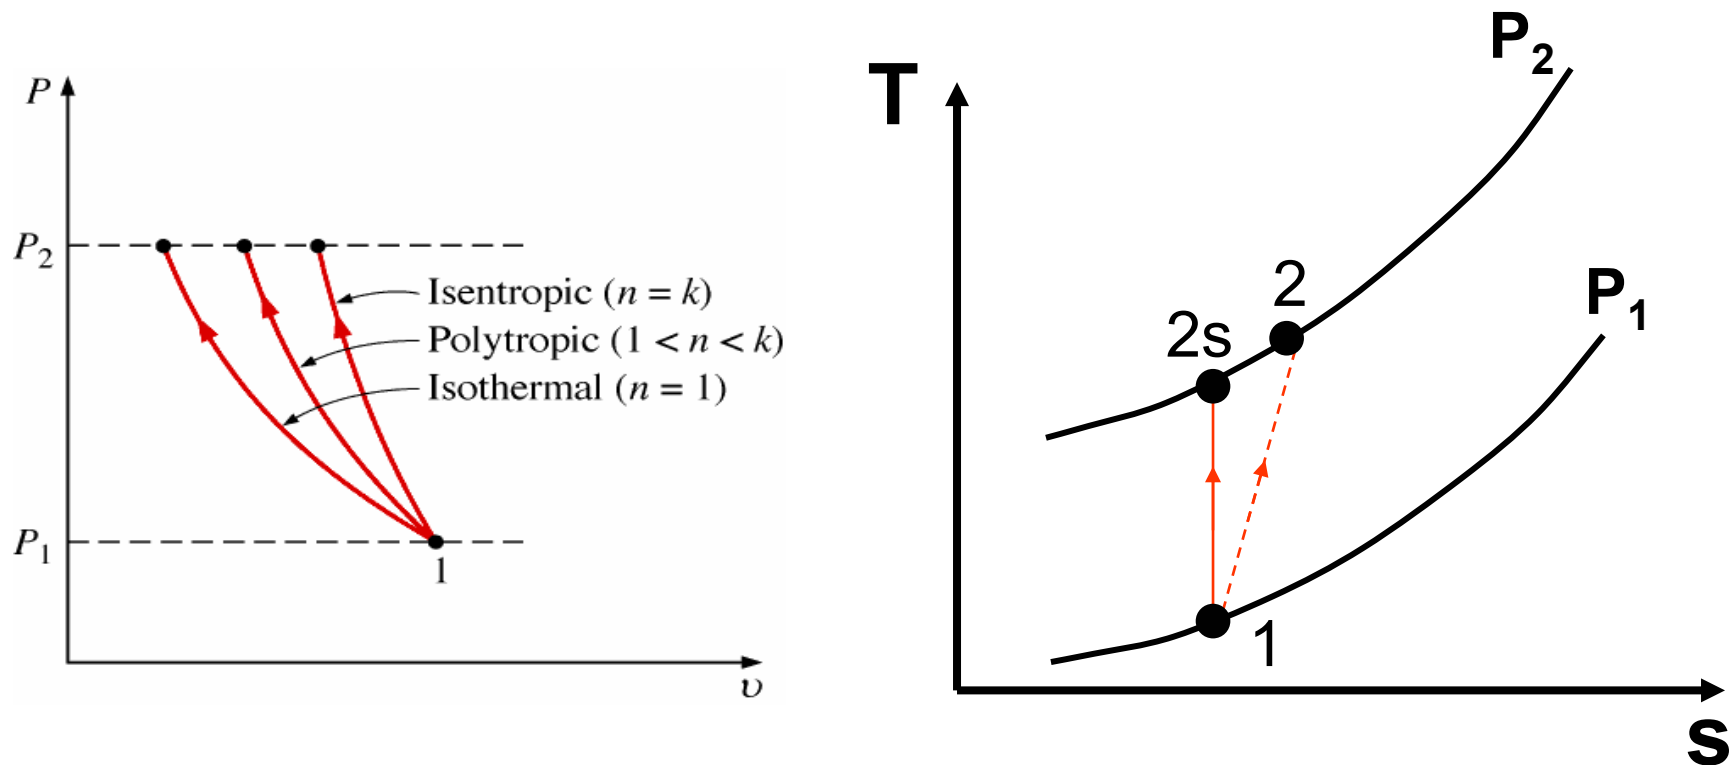 P
P₂
Isentropic (n = k)
Polytropic (1 < n < k)
Isothermal (n = 1)
P₁
1
υ
T
P₂
P₁
2
2s
1
s